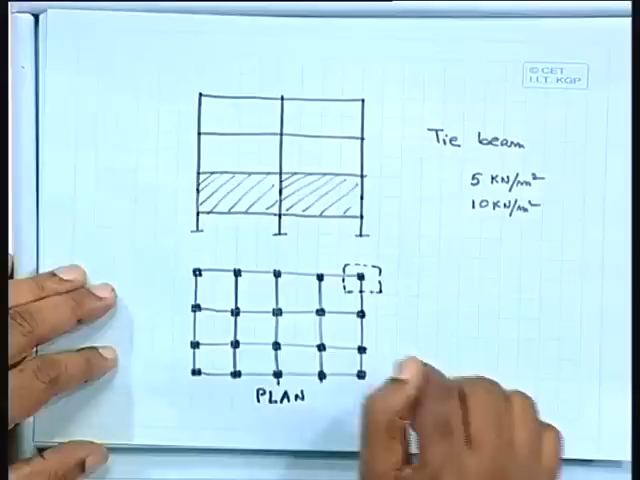 © CET
I.I.T. KGP
Tie beam
5 KN/m²
10 KN/m²
PLAN